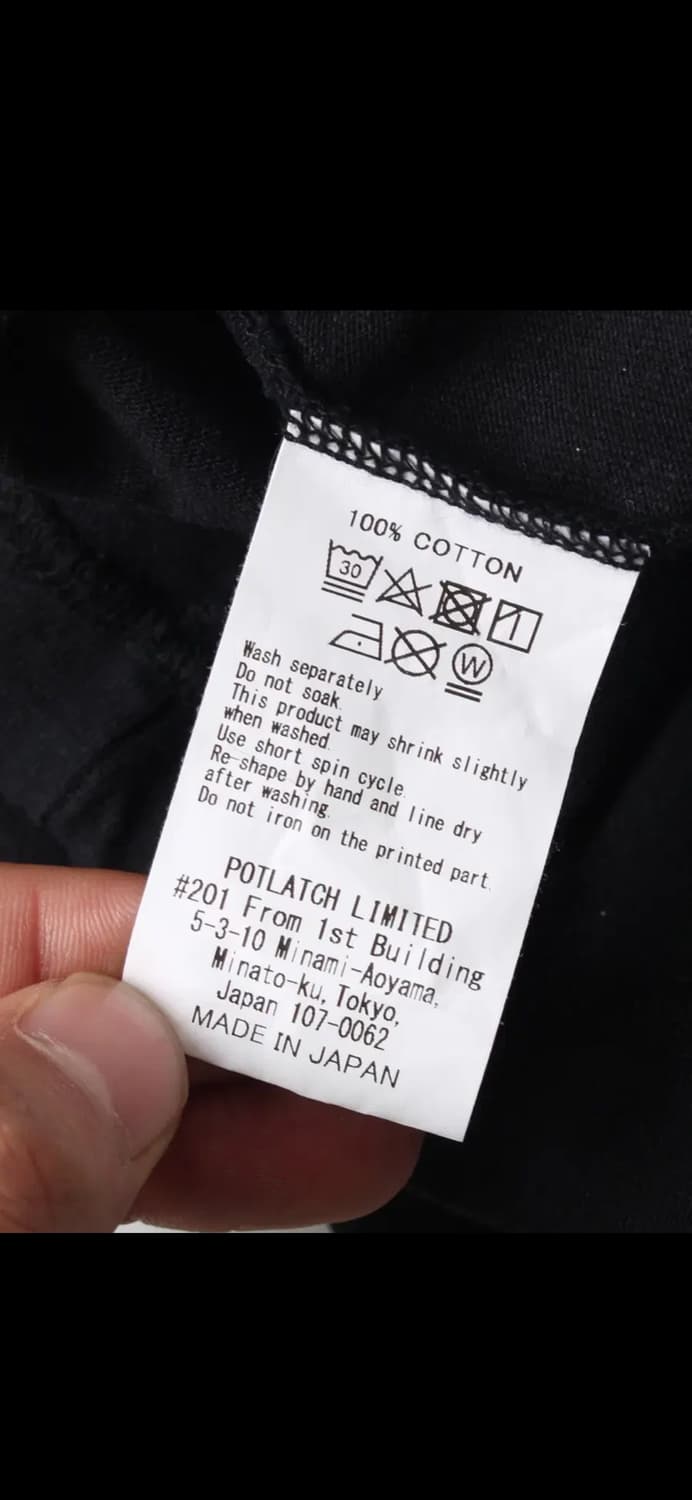 100% COTTON
30
W
Wash separately
Do not soak.
This product may shrink slightly
when washed.
Use short spin cycle.
Re-shape by hand and line dry
after washing.
Do not iron on the printed part.
POTLATCH LIMITED
#201 From 1st Building
5-3-10 Minami-Aoyama,
Minato-ku, Tokyo,
Japan 107-0062
MADE IN JAPAN